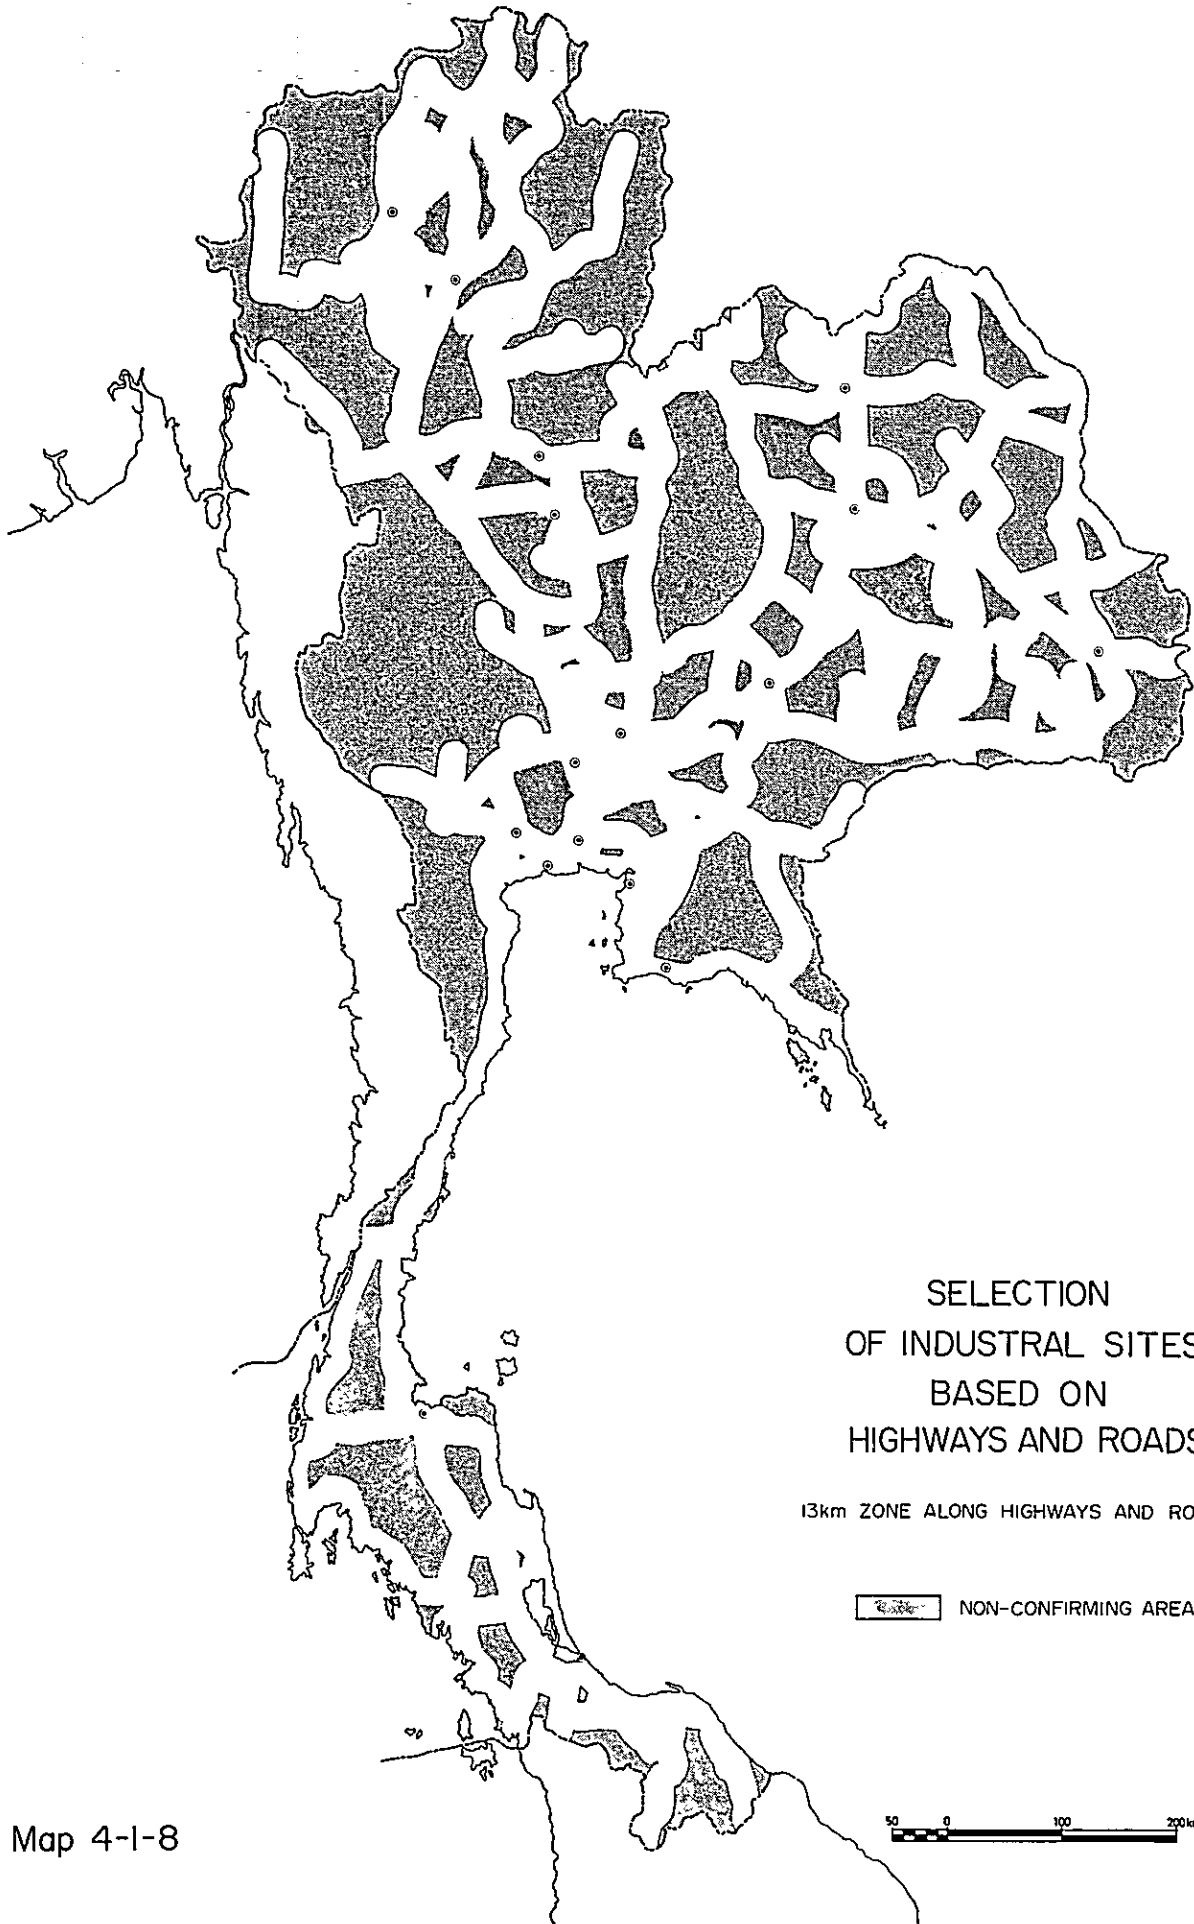 SELECTION
OF INDUSTRAL SITES
BASED ON
HIGHWAYS AND ROADS
13km ZONE ALONG HIGHWAYS AND RO
NON-CONFIRMING AREA
50 0 100 200km
Map 4-1-8